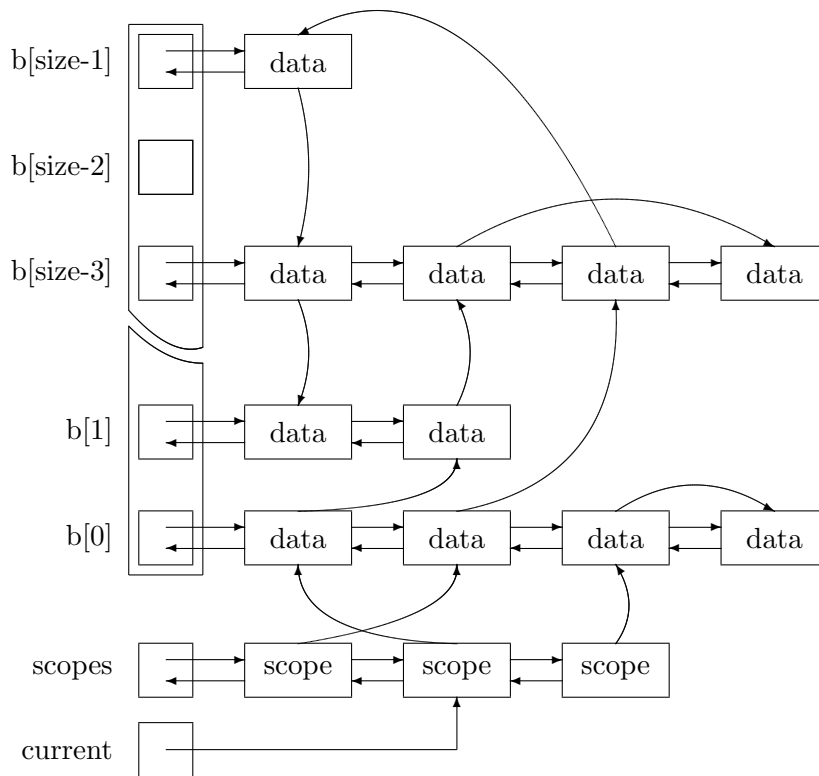 b[size-1] data
b[size-2]
b[size-3] data data data data
b[1] data data
b[0] data data data data
scopes scope scope scope
current